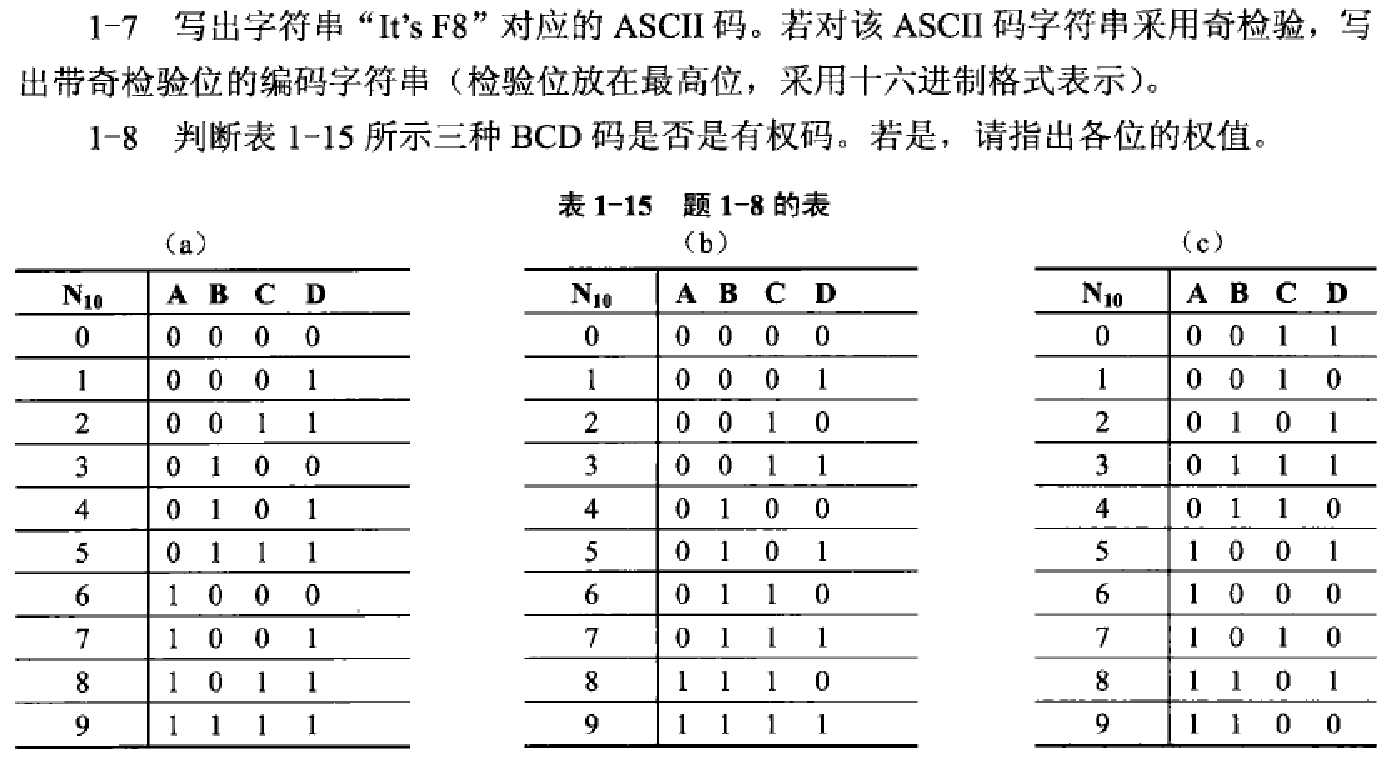 1-7 写出字符串“It’s F8”对应的 ASCII 码。若对该 ASCII 码字符串采用奇检验，写
出带奇检验位的编码字符串（检验位放在最高位，采用十六进制格式表示）。
1-8 判断表 1-15 所示三种 BCD 码是否是有权码。若是，请指出各位的权值。
表 1-15 题 1-8 的表
（a） （b） （c）
N10 A B C D N10 A B C D N10 A B C D
0 0 0 0 0 0 0 0 0 0 0 0 0 1 1
1 0 0 0 1 1 0 0 0 1 1 0 0 1 0
2 0 0 1 1 2 0 0 1 0 2 0 1 0 1
3 0 1 0 0 3 0 0 1 1 3 0 1 1 1
4 0 1 0 1 4 0 1 0 0 4 0 1 1 0
5 0 1 1 1 5 0 1 0 1 5 1 0 0 1
6 1 0 0 0 6 0 1 1 0 6 1 0 0 0
7 1 0 0 1 7 0 1 1 1 7 1 0 1 0
8 1 0 1 1 8 1 1 1 0 8 1 1 0 1
9 1 1 1 1 9 1 1 1 1 9 1 1 0 0